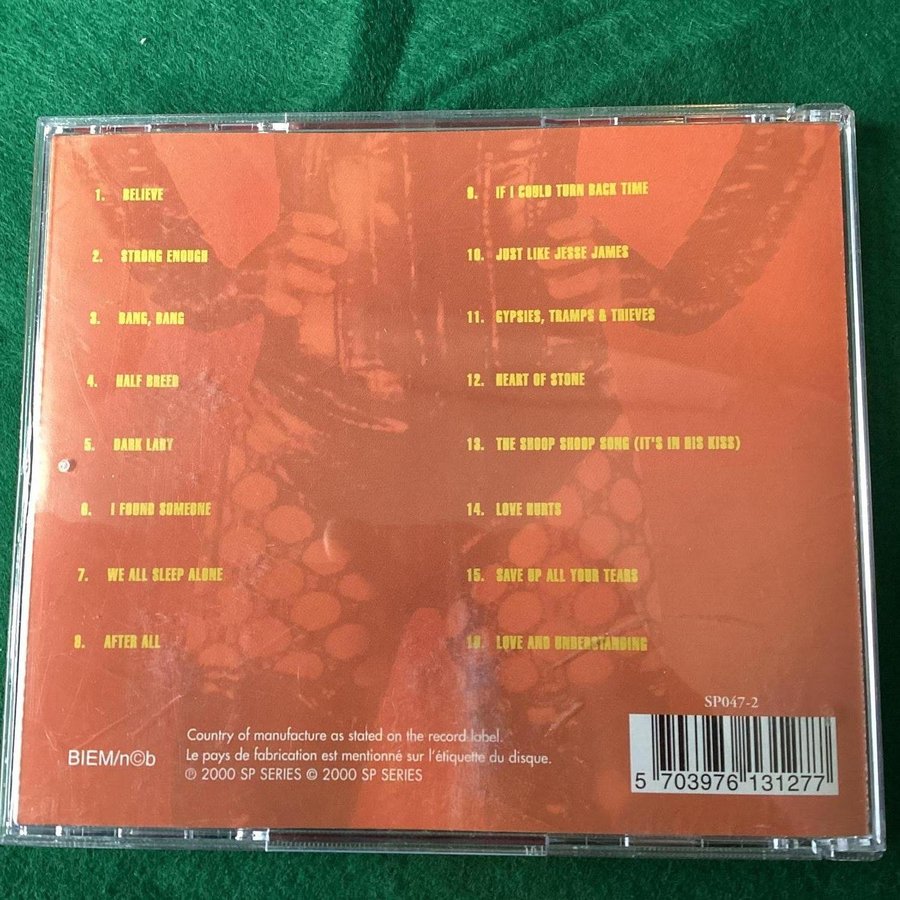 1. BELIEVE
2. STRONG ENOUGH
3. BANG, BANG
4. HALF BREED
5. DARK LADY
6. I FOUND SOMEONE
7. WE ALL SLEEP ALONE
8. AFTER ALL
9. IF I COULD TURN BACK TIME
10. JUST LIKE JESSE JAMES
11. GYPSIES, TRAMPS & THIEVES
12. HEART OF STONE
13. THE SHOOP SHOOP SONG (IT'S IN HIS KISS)
14. LOVE HURTS
15. SAVE UP ALL YOUR TEARS
16. LOVE AND UNDERSTANDING
SP047-2
BIEM/n©b
Country of manufacture as stated on the record label.
Le pays de fabrication est mentionné sur l'étiquette du disque.
℗ 2000 SP SERIES © 2000 SP SERIES
5 703976 131277